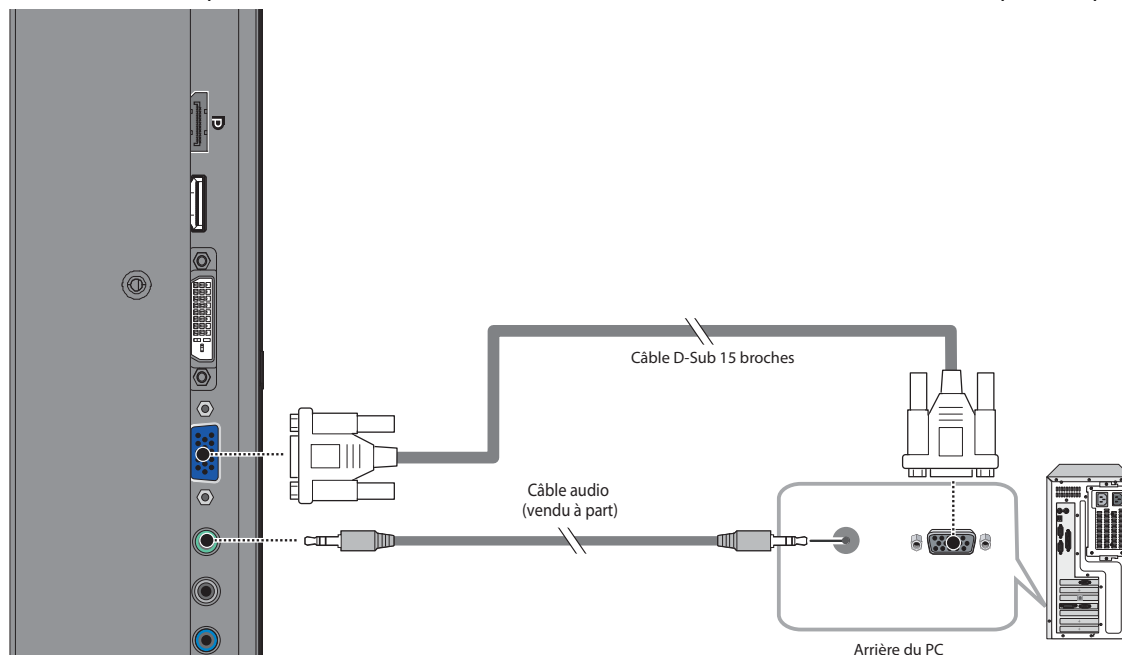 Câble D-Sub 15 broches
Câble audio
(vendu à part)
Arrière du PC